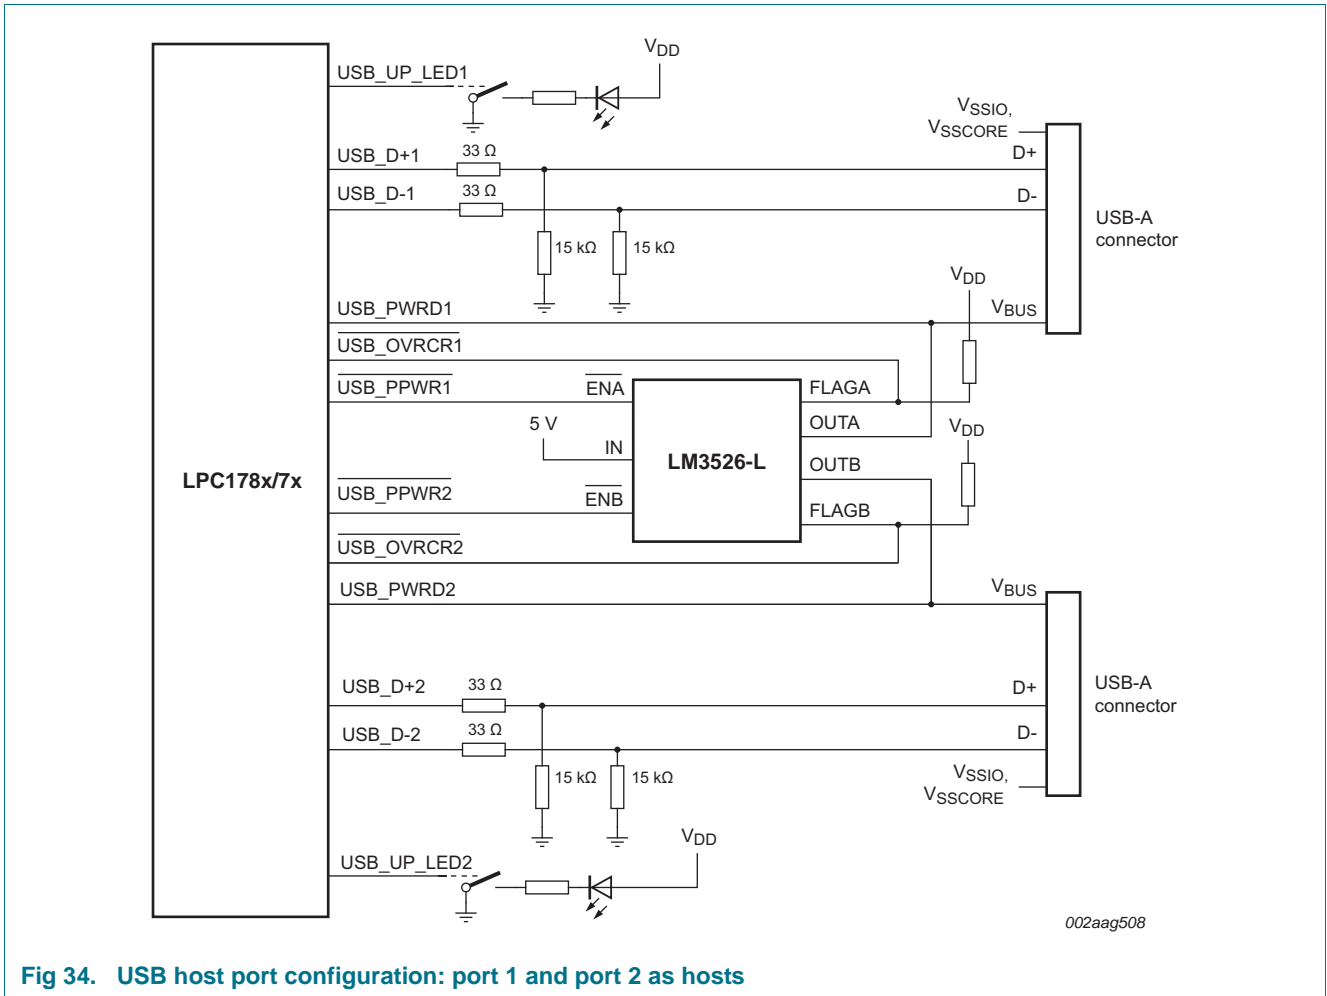 VDD
USB_UP_LED1
VSSIO,
VSSCORE
USB_D+1
33 Ω
D+
USB_D-1
33 Ω
D-
USB-A
connector
15 kΩ
15 kΩ
VDD
USB_PWRD1
VBUS
USB_OVRCR1
USB_PPWR1
ENA
FLAGA
5 V
OUTA
VDD
IN
LM3526-L
LPC178x/7x
OUTB
USB_PPWR2
ENB
FLAGB
USB_OVRCR2
USB_PWRD2
VBUS
USB_D+2
33 Ω
D+
USB-A
connector
USB_D-2
33 Ω
D-
15 kΩ
15 kΩ
VSSIO,
VSSCORE
VDD
USB_UP_LED2
002aag508
Fig 34. USB host port configuration: port 1 and port 2 as hosts